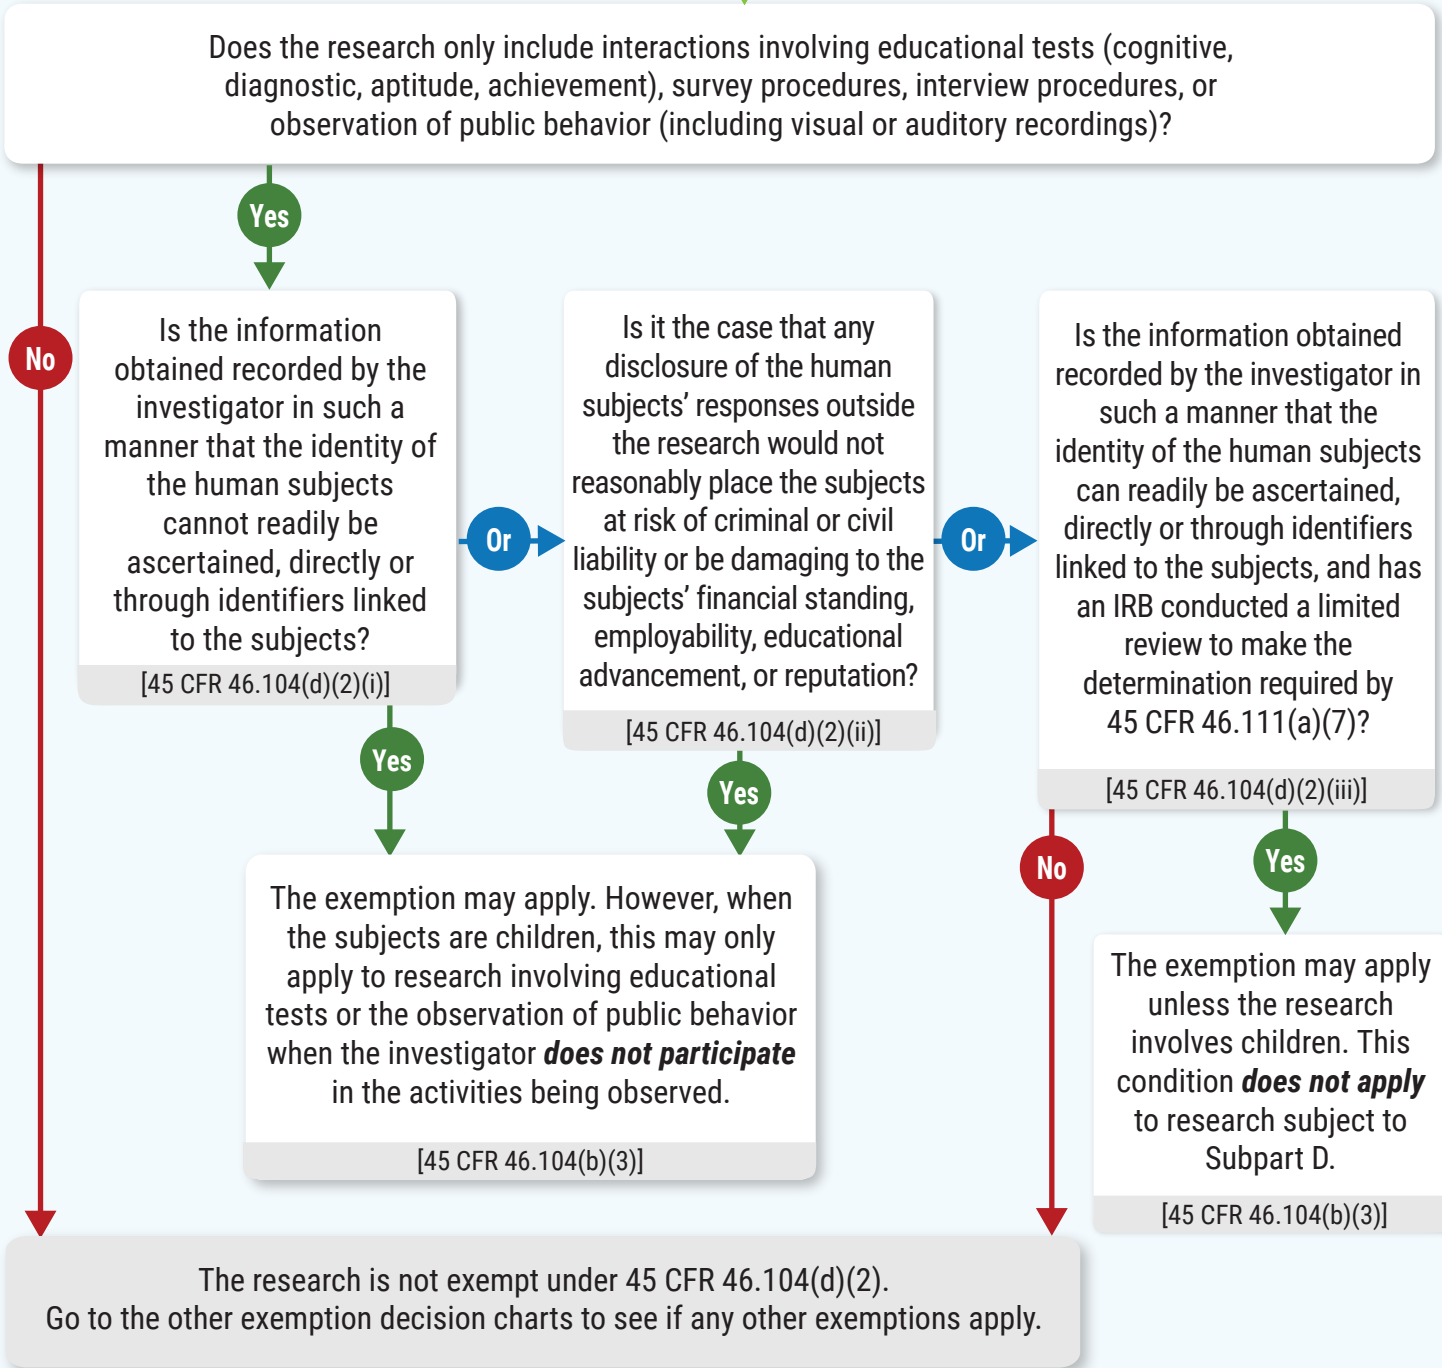 Does the research only include interactions involving educational tests (cognitive,
diagnostic, aptitude, achievement), survey procedures, interview procedures, or
observation of public behavior (including visual or auditory recordings)?
Yes
No
Is the information
obtained recorded by the
investigator in such a
manner that the identity of
the human subjects
cannot readily be
ascertained, directly or
through identifiers linked
to the subjects?
[45 CFR 46.104(d)(2)(i)]
Or
Is it the case that any
disclosure of the human
subjects’ responses outside
the research would not
reasonably place the subjects
at risk of criminal or civil
liability or be damaging to the
subjects’ financial standing,
employability, educational
advancement, or reputation?
[45 CFR 46.104(d)(2)(ii)]
Or
Is the information obtained
recorded by the investigator in
such a manner that the
identity of the human subjects
can readily be ascertained,
directly or through identifiers
linked to the subjects, and has
an IRB conducted a limited
review to make the
determination required by
45 CFR 46.111(a)(7)?
[45 CFR 46.104(d)(2)(iii)]
Yes
Yes
No
Yes
The exemption may apply. However, when
the subjects are children, this may only
apply to research involving educational
tests or the observation of public behavior
when the investigator does not participate
in the activities being observed.
[45 CFR 46.104(b)(3)]
The exemption may apply
unless the research
involves children. This
condition does not apply
to research subject to
Subpart D.
[45 CFR 46.104(b)(3)]
The research is not exempt under 45 CFR 46.104(d)(2).
Go to the other exemption decision charts to see if any other exemptions apply.